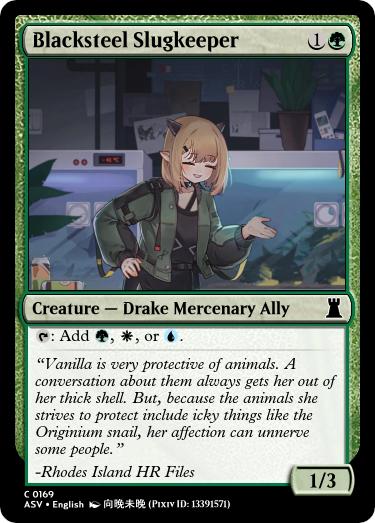 Blacksteel Slugkeeper 1
Creature — Drake Mercenary Ally
: Add , , or .
“Vanilla is very protective of animals. A
conversation about them always gets her out of
her thick shell. But, because the animals she
strives to protect include icky things like the
Originium snail, her affection can unnerve
some people.”
-Rhodes Island HR Files
1/3
C 0169
ASV • English 向晚未晚 (Pixiv ID: 13391571)